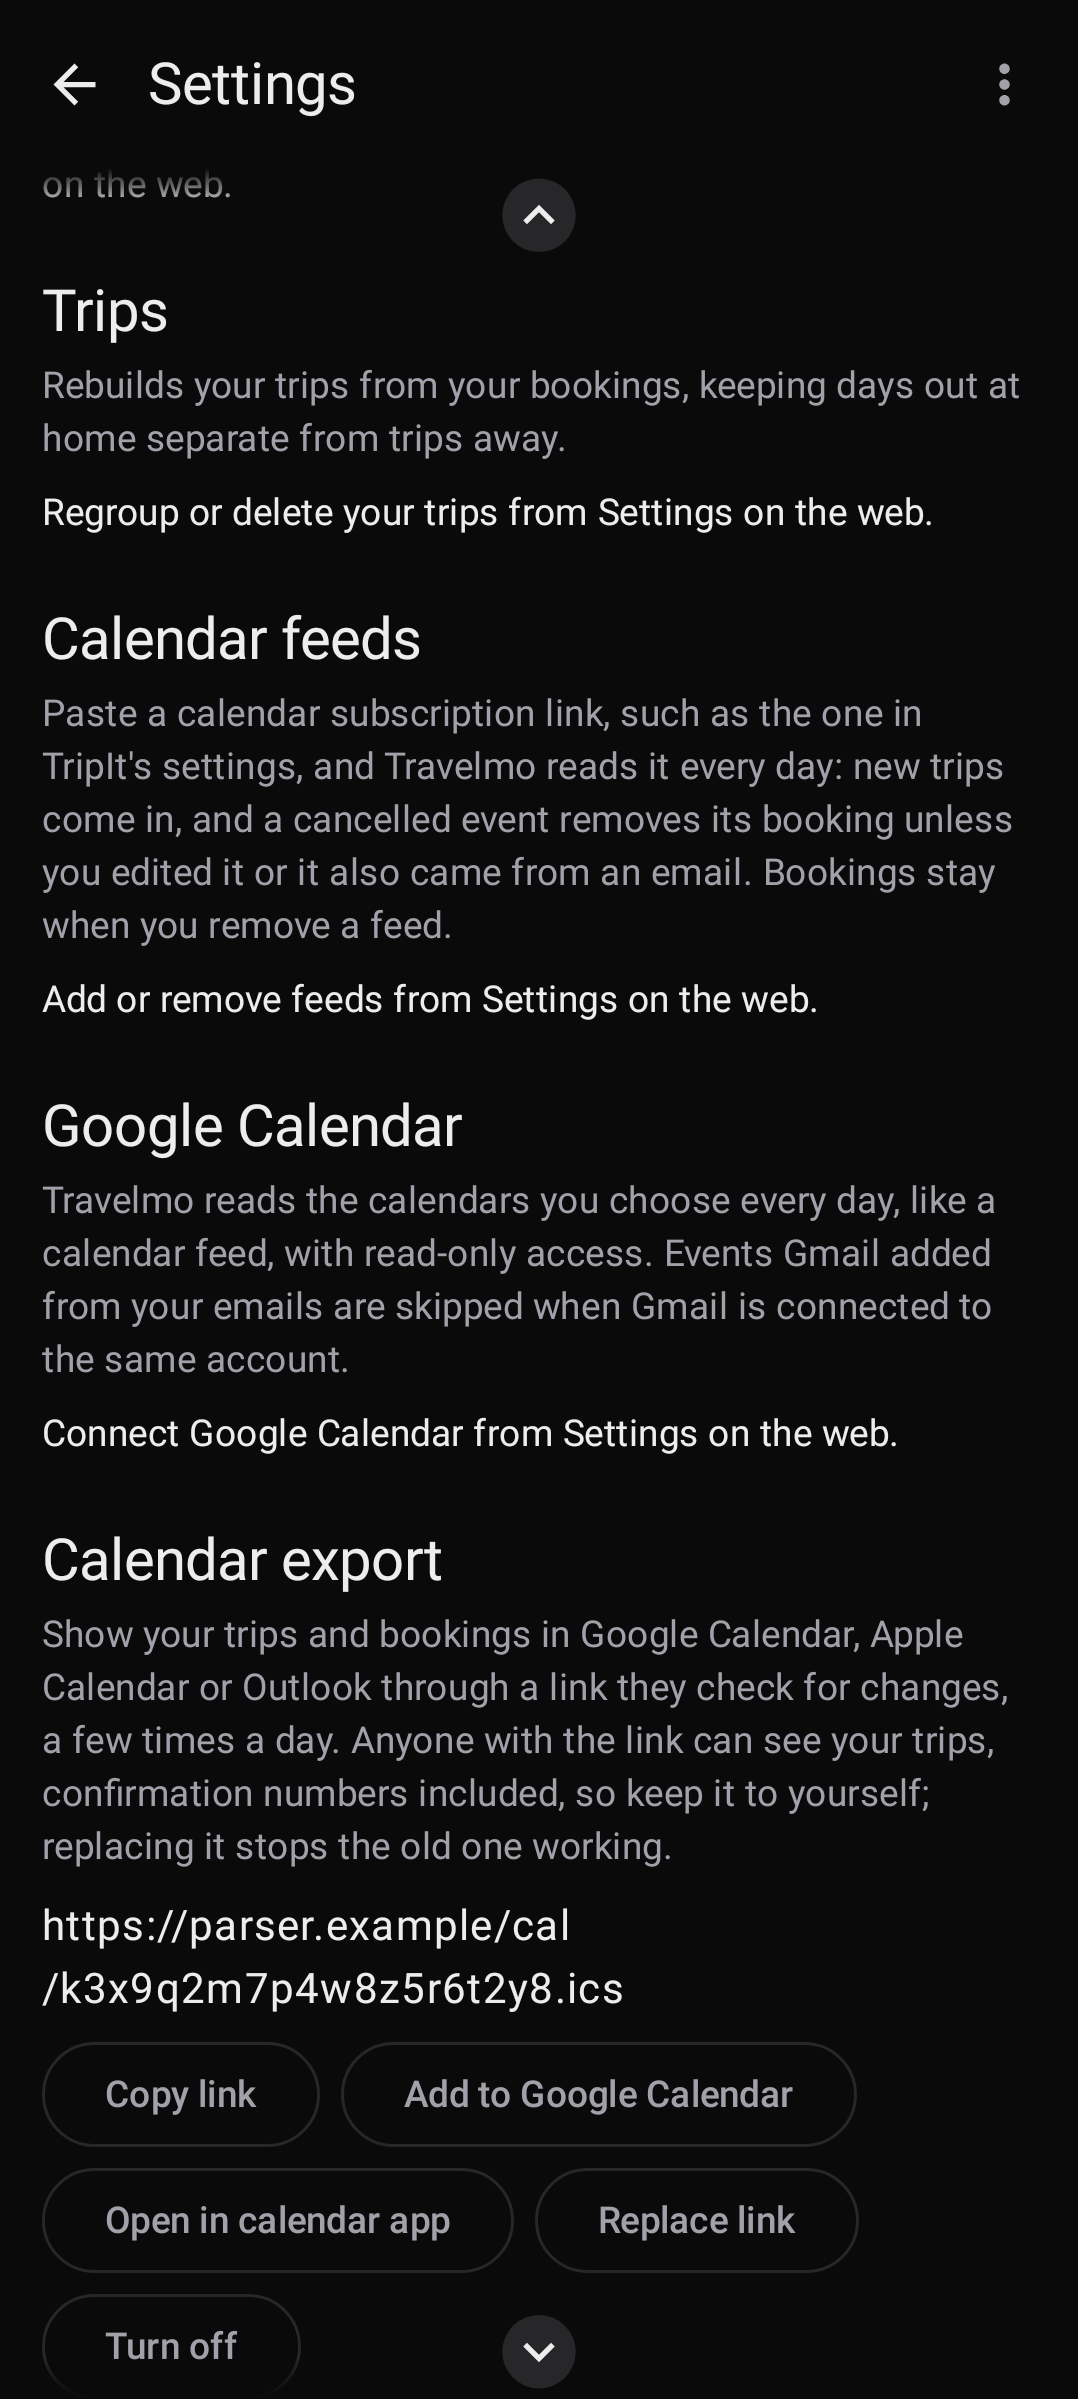 Settings
on the web.
Trips
Rebuilds your trips from your bookings, keeping days out at
home separate from trips away.
Regroup or delete your trips from Settings on the web.
Calendar feeds
Paste a calendar subscription link, such as the one in
TripIt's settings, and Travelmo reads it every day: new trips
come in, and a cancelled event removes its booking unless
you edited it or it also came from an email. Bookings stay
when you remove a feed.
Add or remove feeds from Settings on the web.
Google Calendar
Travelmo reads the calendars you choose every day, like a
calendar feed, with read-only access. Events Gmail added
from your emails are skipped when Gmail is connected to
the same account.
Connect Google Calendar from Settings on the web.
Calendar export
Show your trips and bookings in Google Calendar, Apple
Calendar or Outlook through a link they check for changes,
a few times a day. Anyone with the link can see your trips,
confirmation numbers included, so keep it to yourself;
replacing it stops the old one working.
https://parser.example/cal
/k3x9q2m7p4w8z5r6t2y8.ics
Copy link
Add to Google Calendar
Open in calendar app
Replace link
Turn off